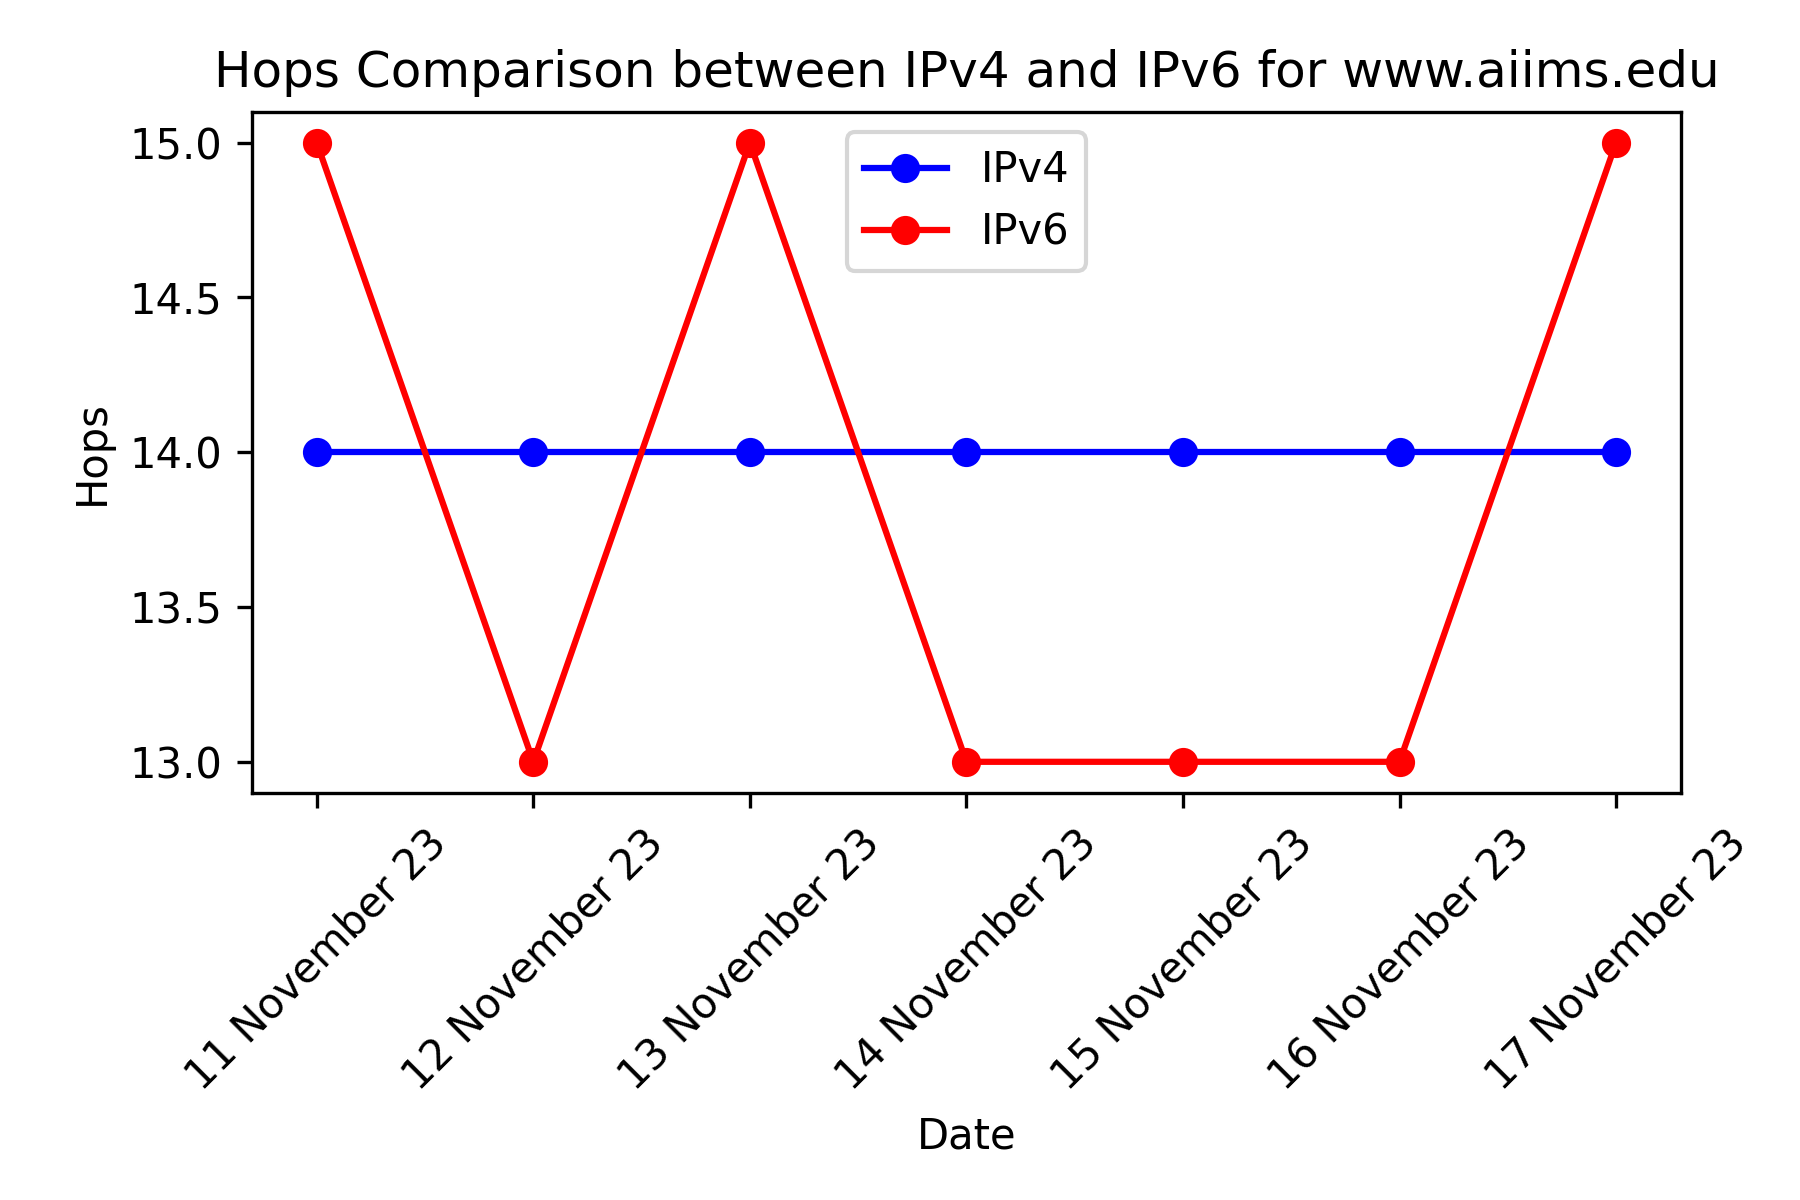 Hops Comparison between IPv4 and IPv6 for www.aiims.edu
IPv4
IPv6
15.0
14.5
14.0
13.5
13.0
Hops
11 November 23
12 November 23
13 November 23
14 November 23
15 November 23
16 November 23
17 November 23
Date